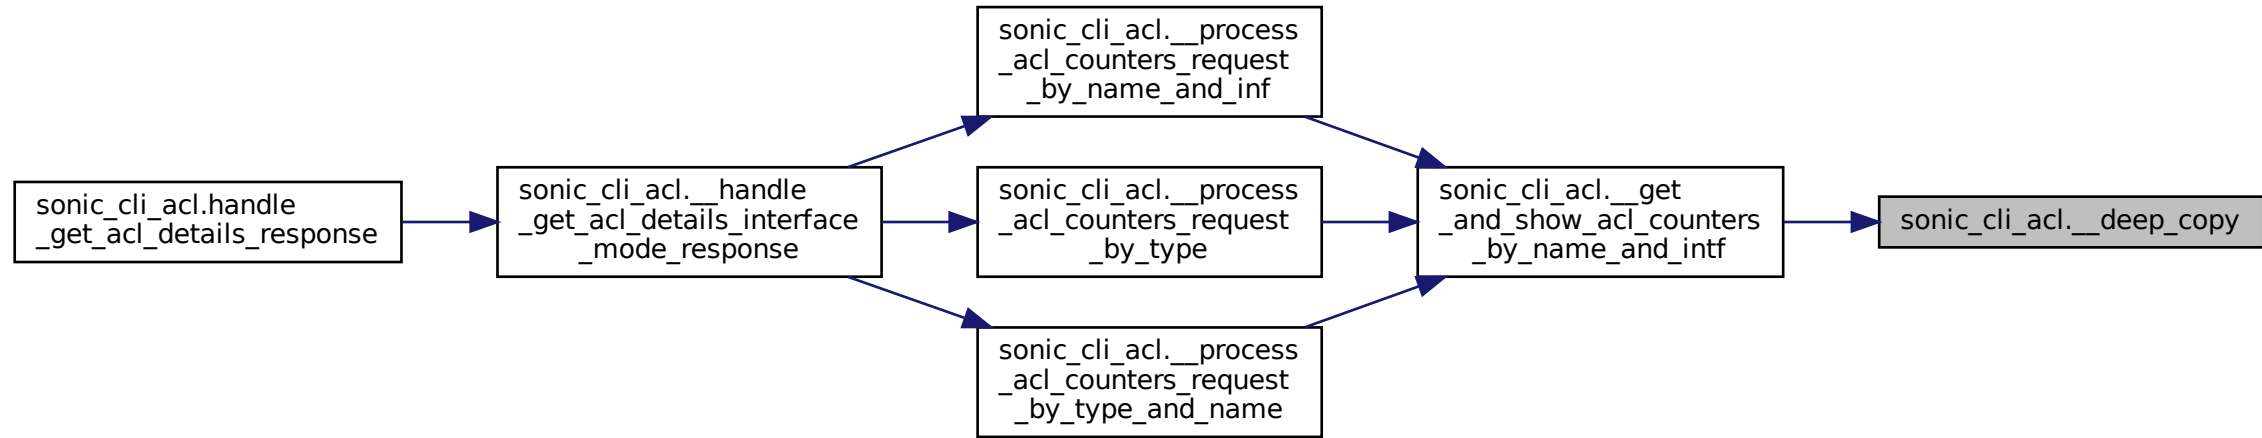 sonic_cli_acl.handle
_get_acl_details_response
sonic_cli_acl.__handle
_get_acl_details_interface
_mode_response
sonic_cli_acl.__process
_acl_counters_request
_by_name_and_inf
sonic_cli_acl.__process
_acl_counters_request
_by_type
sonic_cli_acl.__process
_acl_counters_request
_by_type_and_name
sonic_cli_acl.__get
_and_show_acl_counters
_by_name_and_intf
sonic_cli_acl.__deep_copy